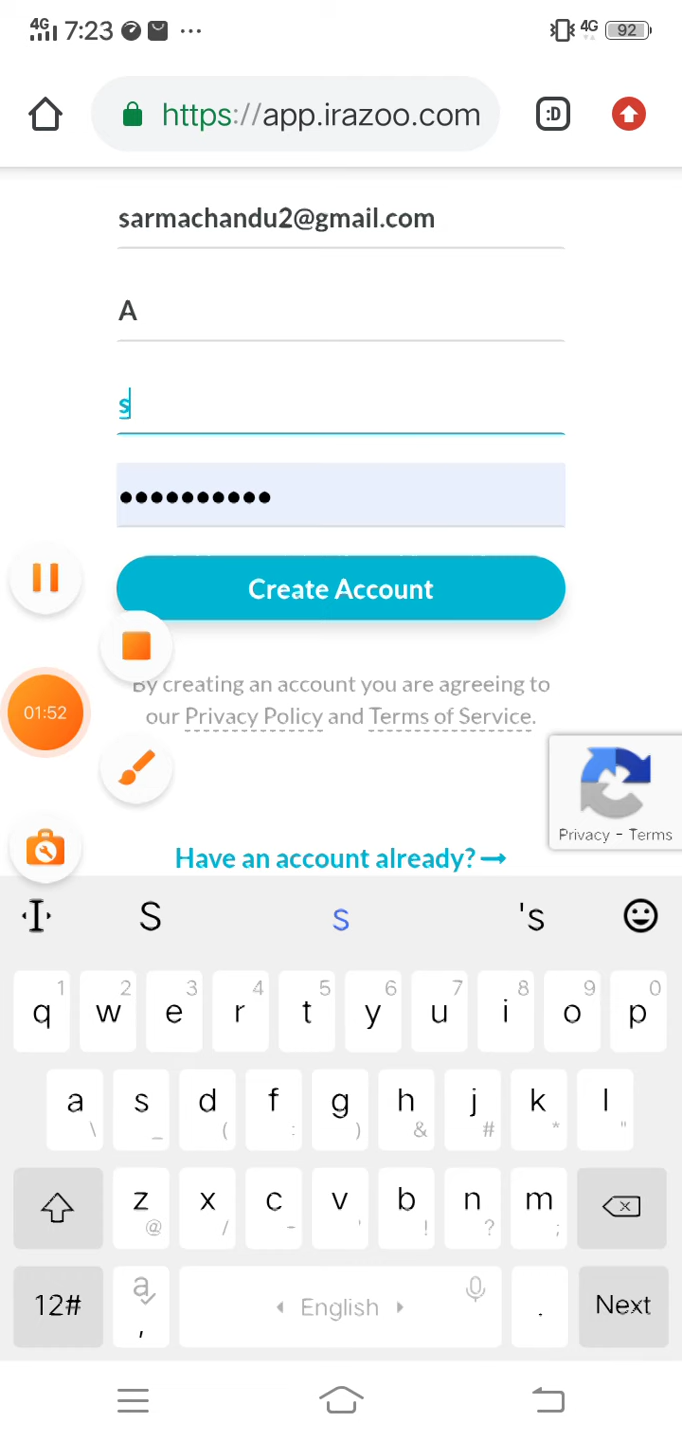 4G 7:23 ... 4G 92
https://app.irazoo.com :D
sarmachandu2@gmail.com
A
s
••••••••••
Create Account
By creating an account you are agreeing to
our Privacy Policy and Terms of Service.
01:52
Privacy - Terms
Have an account already?
S s 's
1 2 3 4 5 6 7 8 9 0
q w e r t y u i o p
a s d f g h j k l
\ _ ( : ) & # * "
z x c v b n m
@ / - ' ! ? ;
12# a , English . Next